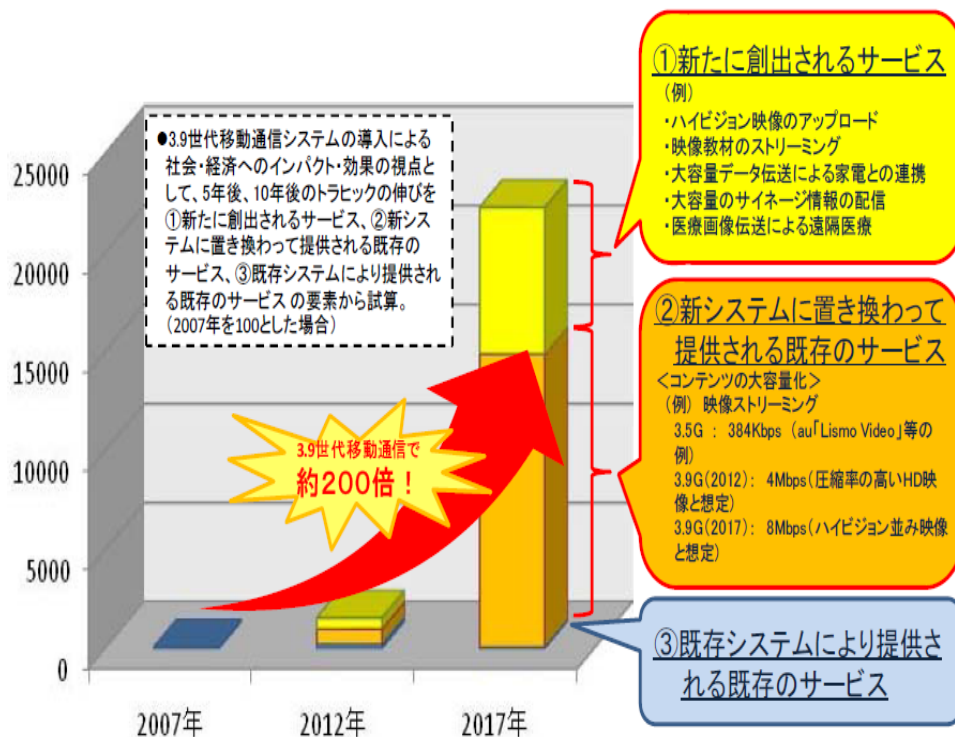 ●3.9世代移動通信システムの導入による
社会・経済へのインパクト・効果の視点
として、5年後、10年後のトラヒックの伸びを
①新たに創出されるサービス、②新シス
テムに置き換わって提供される既存の
サービス、③既存システムにより提供され
る既存のサービス の要素から試算。
(2007年を100とした場合)
25000
20000
15000
10000
5000
0
2007年
2012年
2017年
3.9世代移動通信で
約200倍！
①新たに創出されるサービス
(例)
・ハイビジョン映像のアップロード
・映像教材のストリーミング
・大容量データ伝送による家電との連携
・大容量のサイネージ情報の配信
・医療画像伝送による遠隔医療
②新システムに置き換わって
提供される既存のサービス
＜コンテンツの大容量化＞
(例) 映像ストリーミング
3.5G : 384Kbps (au「Lismo Video」等の
例)
3.9G(2012): 4Mbps(圧縮率の高いHD映
像と想定)
3.9G(2017): 8Mbps(ハイビジョン並み映像
と想定)
③既存システムにより提供さ
れる既存のサービス